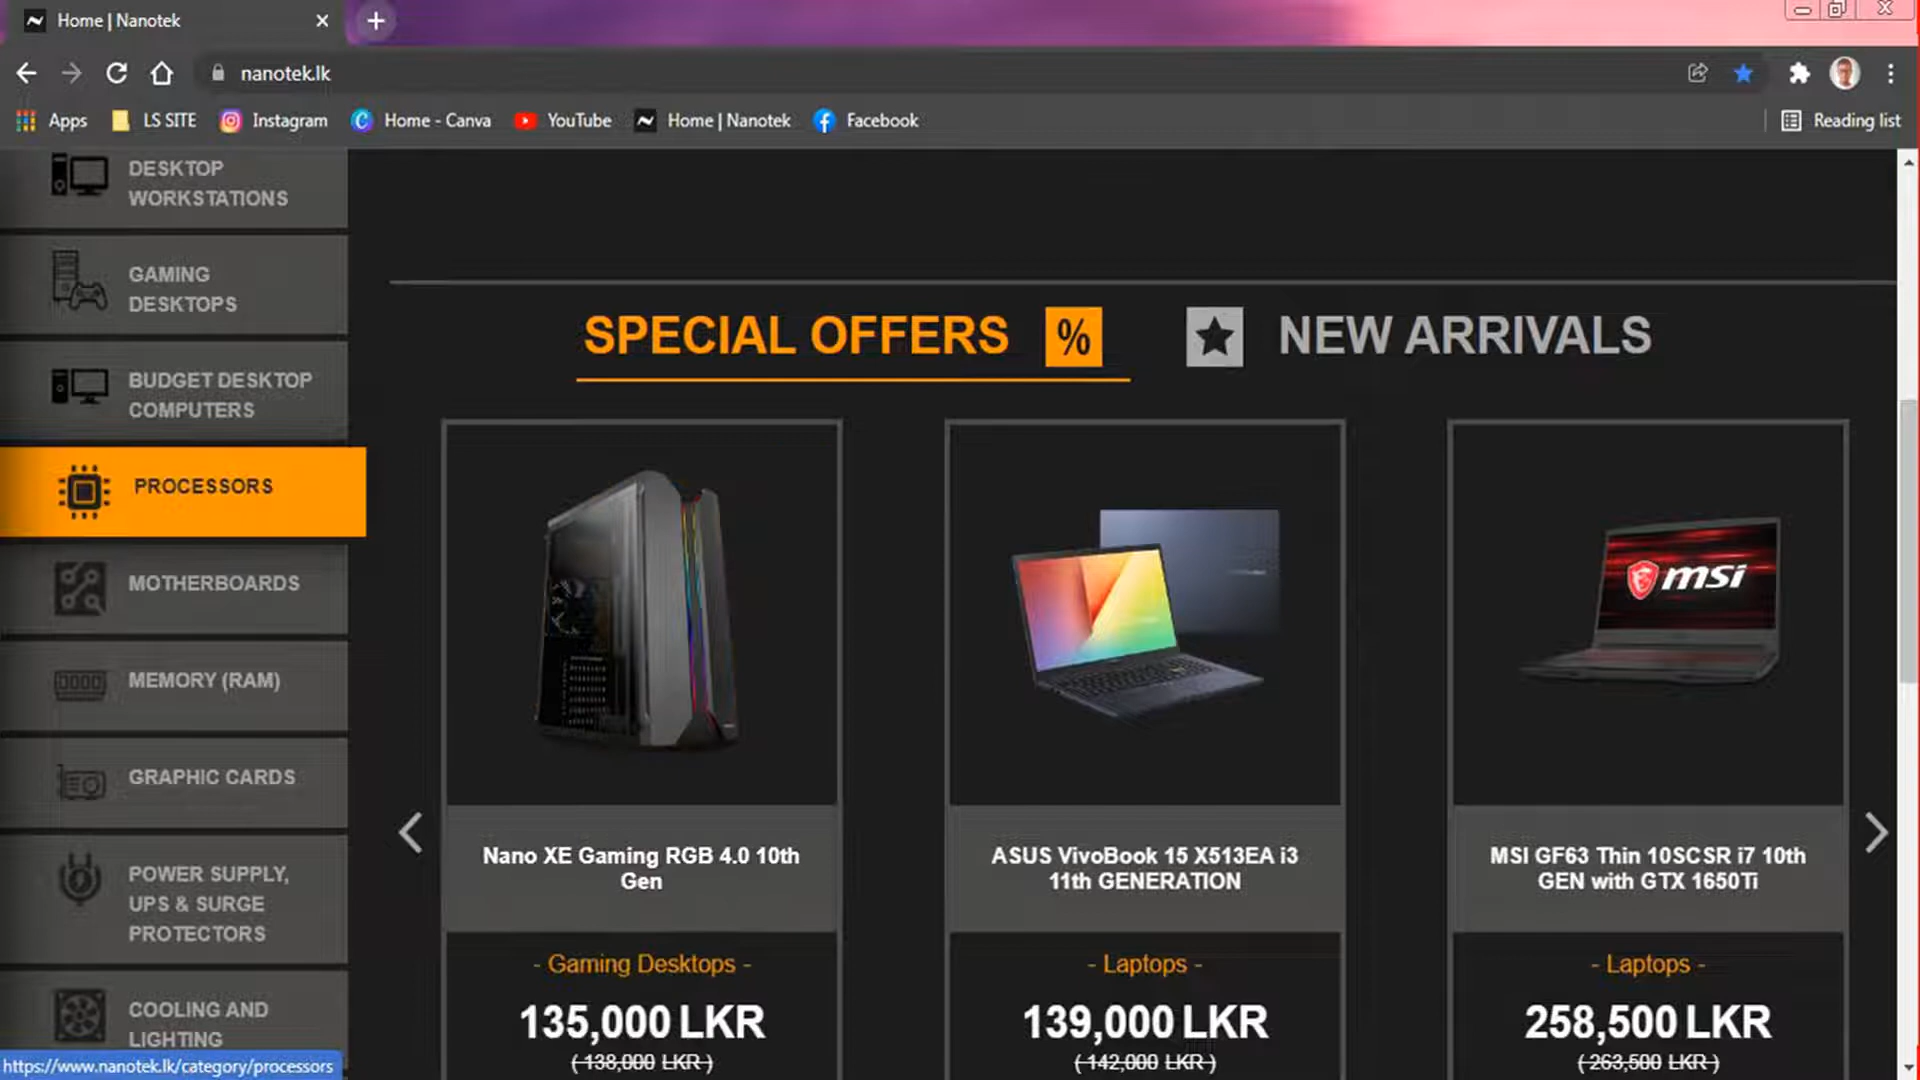 Home | Nanotek
nanotek.lk
Apps
LS SITE
Instagram
Home - Canva
YouTube
Home | Nanotek
Facebook
Reading list
DESKTOP
WORKSTATIONS
GAMING
DESKTOPS
BUDGET DESKTOP
COMPUTERS
PROCESSORS
MOTHERBOARDS
MEMORY (RAM)
GRAPHIC CARDS
POWER SUPPLY,
UPS & SURGE
PROTECTORS
COOLING AND
LIGHTING
https://www.nanotek.lk/category/processors
SPECIAL OFFERS %
NEW ARRIVALS
Nano XE Gaming RGB 4.0 10th
Gen
- Gaming Desktops -
135,000 LKR
( 138,000 LKR )
ASUS VivoBook 15 X513EA i3
11th GENERATION
- Laptops -
139,000 LKR
( 142,000 LKR )
msi
MSI GF63 Thin 10SCSR i7 10th
GEN with GTX 1650Ti
- Laptops -
258,500 LKR
( 263,500 LKR )